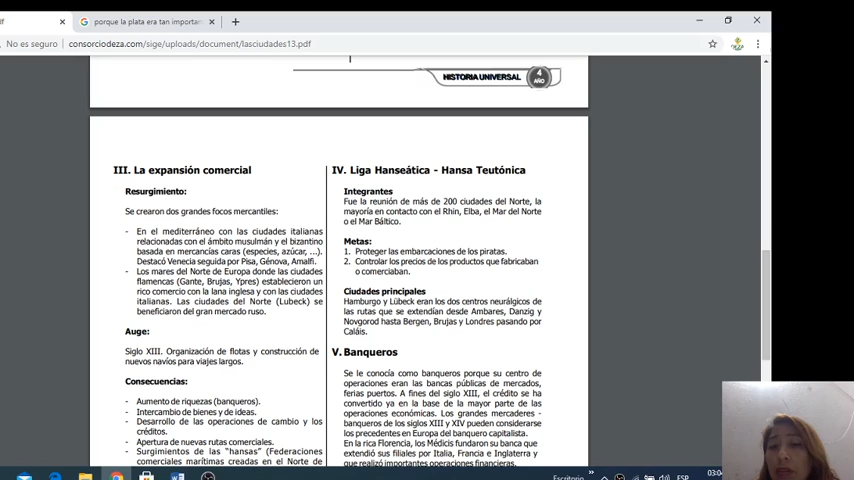 porque la plata era tan important
No es seguro
consorciodeza.com/sige/uploads/document/lasciudades13.pdf
HISTORIA UNIVERSAL
4
AÑO
III. La expansión comercial
Resurgimiento:
Se crearon dos grandes focos mercantiles:
- En el mediterráneo con las ciudades italianas
relacionadas con el ámbito musulmán y el bizantino
basada en mercancías caras (especies, azúcar, ...).
Destacó Venecia seguida por Pisa, Génova, Amalfi.
- Los mares del Norte de Europa donde las ciudades
flamencas (Gante, Brujas, Ypres) establecieron un
rico comercio con la lana inglesa y con las ciudades
italianas. Las ciudades del Norte (Lubeck) se
beneficiaron del gran mercado ruso.
Auge:
Siglo XIII. Organización de flotas y construcción de
nuevos navíos para viajes largos.
Consecuencias:
- Aumento de riquezas (banqueros).
- Intercambio de bienes y de ideas.
- Desarrollo de las operaciones de cambio y los
créditos.
- Apertura de nuevas rutas comerciales.
- Surgimientos de las "hansas" (Federaciones
comerciales marítimas creadas en el Norte de
IV. Liga Hanseática - Hansa Teutónica
Integrantes
Fue la reunión de más de 200 ciudades del Norte, la
mayoría en contacto con el Rhin, Elba, el Mar del Norte
o el Mar Báltico.
Metas:
1. Proteger las embarcaciones de los piratas.
2. Controlar los precios de los productos que fabricaban
o comerciaban.
Ciudades principales
Hamburgo y Lübeck eran los dos centros neurálgicos de
las rutas que se extendían desde Ambares, Danzig y
Novgorod hasta Bergen, Brujas y Londres pasando por
Caláis.
V. Banqueros
Se le conocía como banqueros porque su centro de
operaciones eran las bancas públicas de mercados,
ferias puertos. A fines del siglo XIII, el crédito se ha
convertido ya en la base de la mayor parte de las
operaciones económicas. Los grandes mercaderes -
banqueros de los siglos XIII y XIV pueden considerarse
los precedentes en Europa del banquero capitalista.
En la rica Florencia, los Médicis fundaron su banca que
extendió sus filiales por Italia, Francia e Inglaterra y
que realizó importantes operaciones financieras.
Escritorio
ESP
03:04